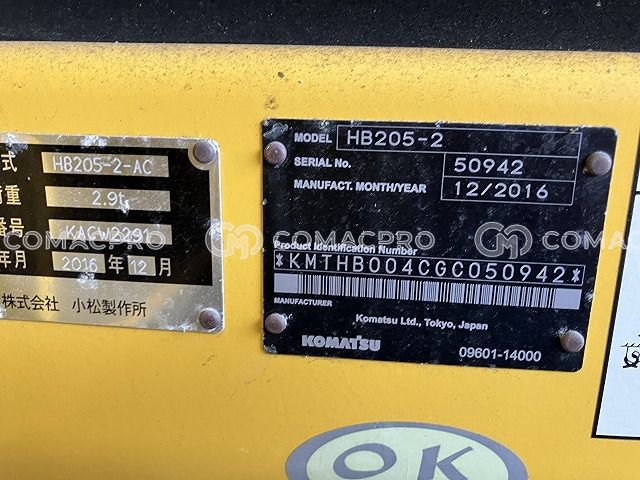 式 HB205-2-AC
荷重 2.9t
番号 KACW2291
年月 2016 年 12 月
株式会社 小松製作所
MODEL HB205-2
SERIAL No. 50942
MANUFACT. MONTH/YEAR 12/2016
Product Identification Number
*KMTHB004CGC050942*
MANUFACTURER
Komatsu Ltd., Tokyo, Japan
KOMATSU 09601-14000
OK
COMACPRO
COMACPRO
COMACPRO